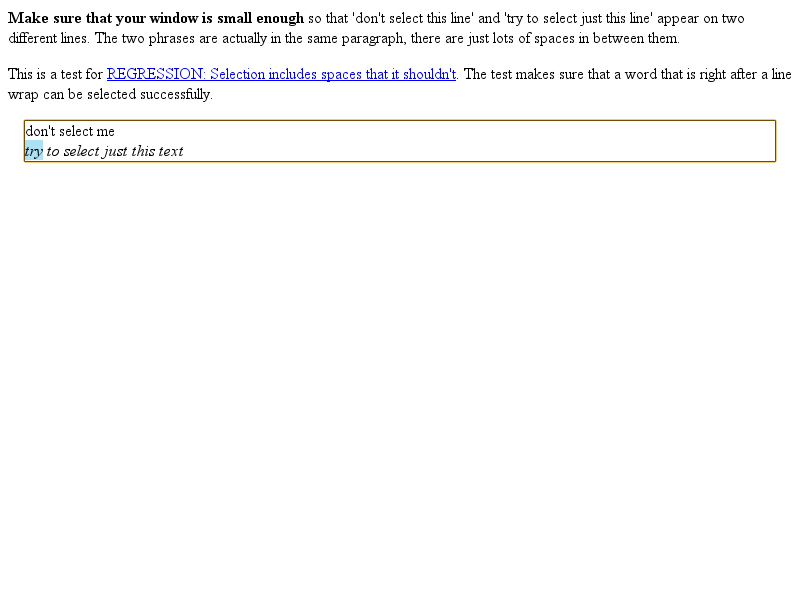 Make sure that your window is small enough so that 'don't select this line' and 'try to select just this line' appear on two
different lines. The two phrases are actually in the same paragraph, there are just lots of spaces in between them.
This is a test for REGRESSION: Selection includes spaces that it shouldn't. The test makes sure that a word that is right after a line
wrap can be selected successfully.
don't select me
try to select just this text